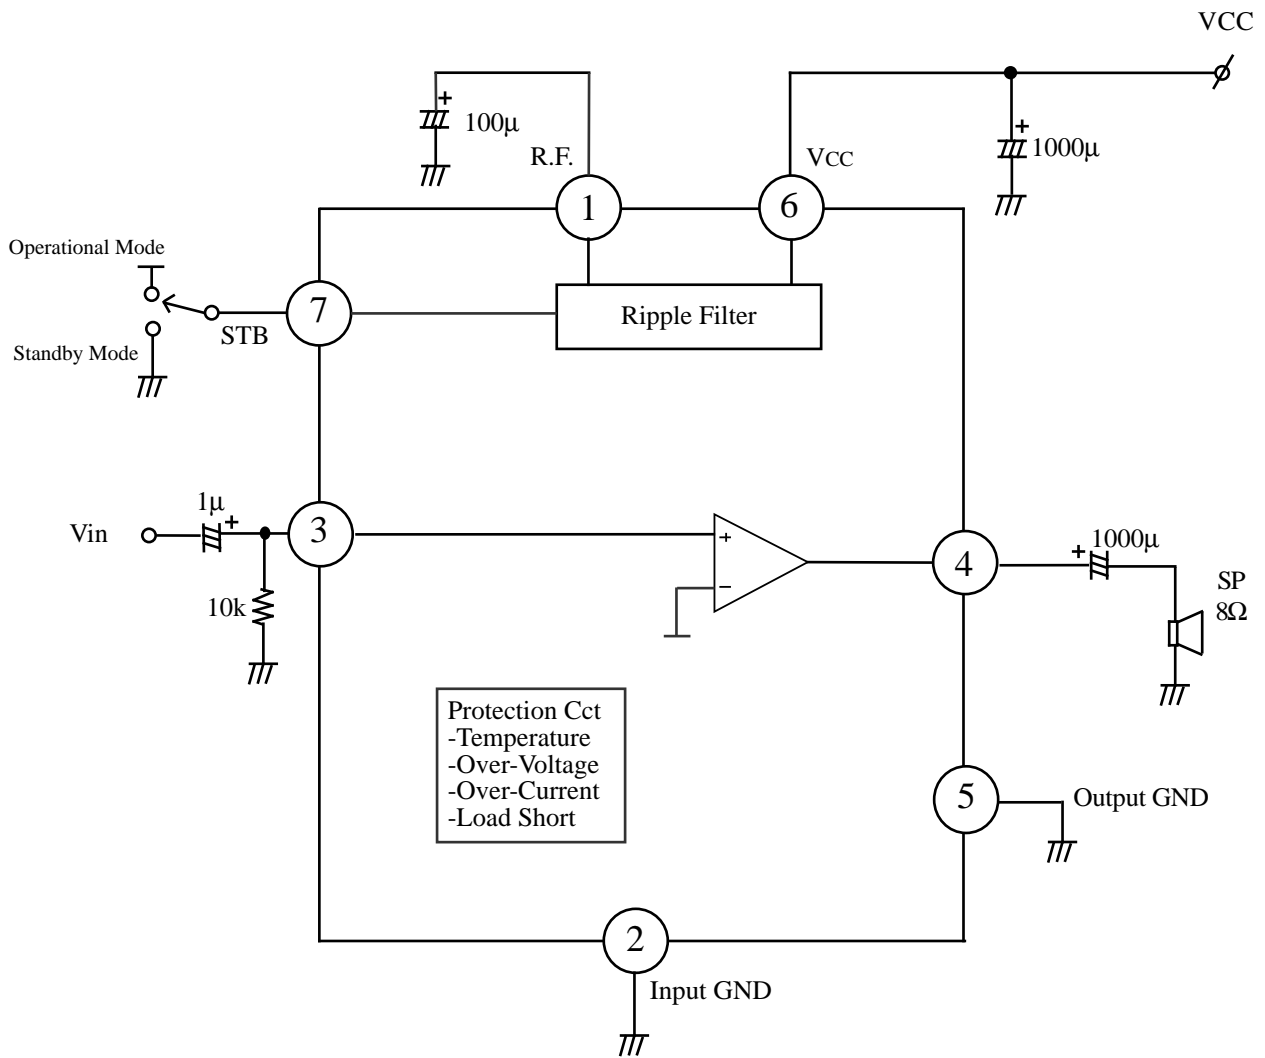 VCC
+
100μ
R.F.
+
1000μ
VCC
1
6
Operational Mode
7
STB
Ripple Filter
Standby Mode
1μ
+
Vin
3
10k
+
−
4
+
1000μ
SP
8Ω
Protection Cct
-Temperature
-Over-Voltage
-Over-Current
-Load Short
5
Output GND
2
Input GND